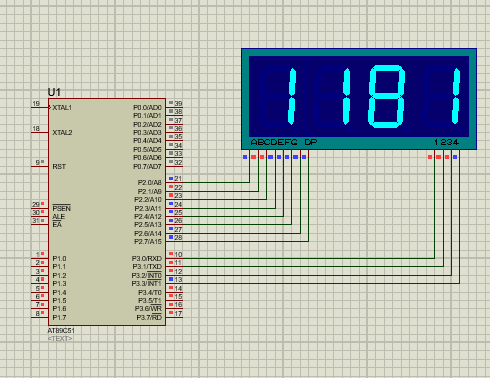 U1
1181
ABCDEFG DP
1234
19 XTAL1
18 XTAL2
9 RST
29 PSEN
30 ALE
31 EA
1 P1.0
2 P1.1
3 P1.2
4 P1.3
5 P1.4
6 P1.5
7 P1.6
8 P1.7
P0.0/AD0 39
P0.1/AD1 38
P0.2/AD2 37
P0.3/AD3 36
P0.4/AD4 35
P0.5/AD5 34
P0.6/AD6 33
P0.7/AD7 32
P2.0/A8 21
P2.1/A9 22
P2.2/A10 23
P2.3/A11 24
P2.4/A12 25
P2.5/A13 26
P2.6/A14 27
P2.7/A15 28
P3.0/RXD 10
P3.1/TXD 11
P3.2/INT0 12
P3.3/INT1 13
P3.4/T0 14
P3.5/T1 15
P3.6/WR 16
P3.7/RD 17
AT89C51
<TEXT>